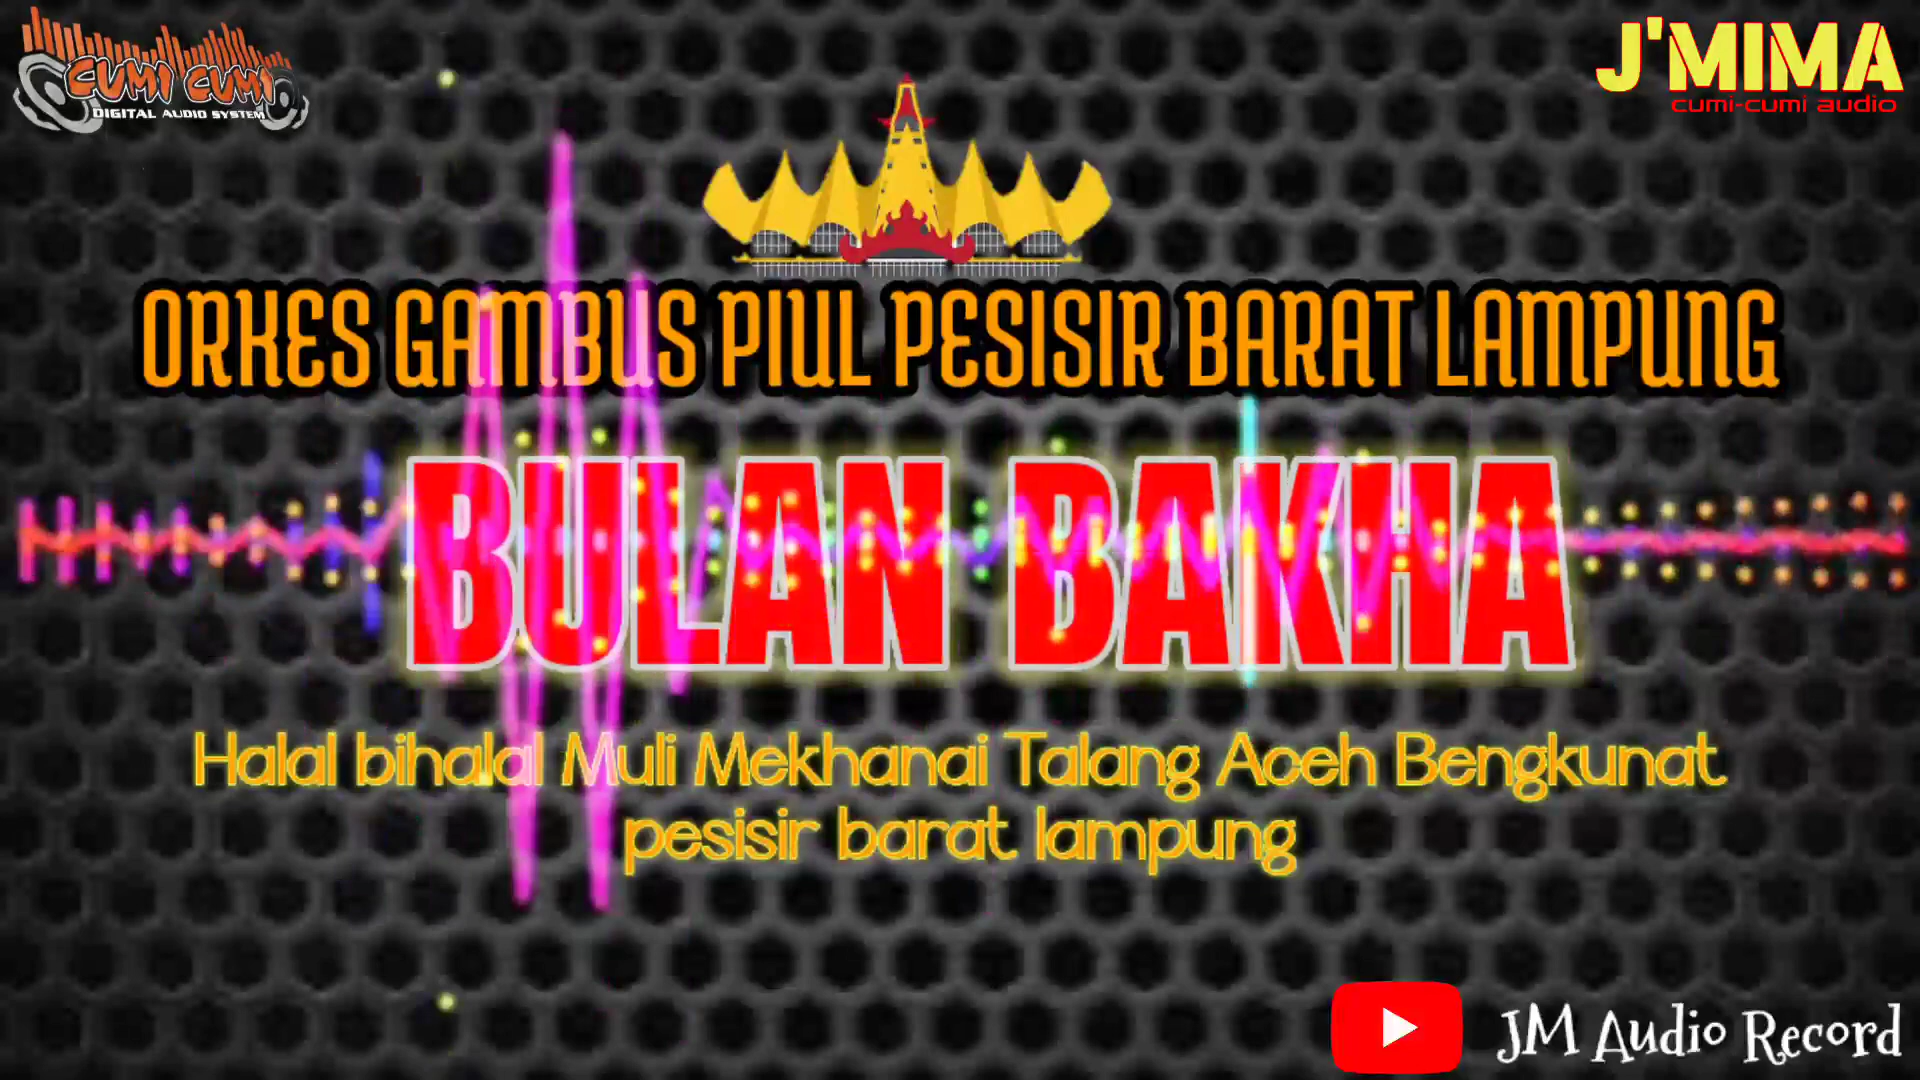 CUMI CUMI
DIGITAL AUDIO SYSTEM
J'MIMA
cumi-cumi audio
ORKES GAMBUS PIUL PESISIR BARAT LAMPUNG
BULAN BAKHA
Halal bihalal Muli Mekhanai Talang Aceh Bengkunat
pesisir barat lampung
JM Audio Record